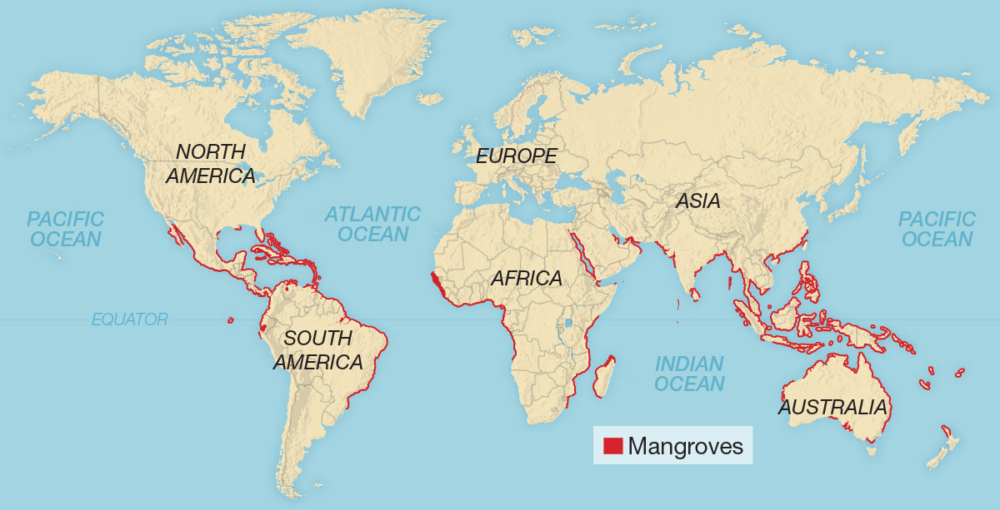 NORTH
AMERICA
EUROPE
ASIA
PACIFIC
OCEAN
ATLANTIC
OCEAN
PACIFIC
OCEAN
AFRICA
EQUATOR
SOUTH
AMERICA
INDIAN
OCEAN
AUSTRALIA
Mangroves